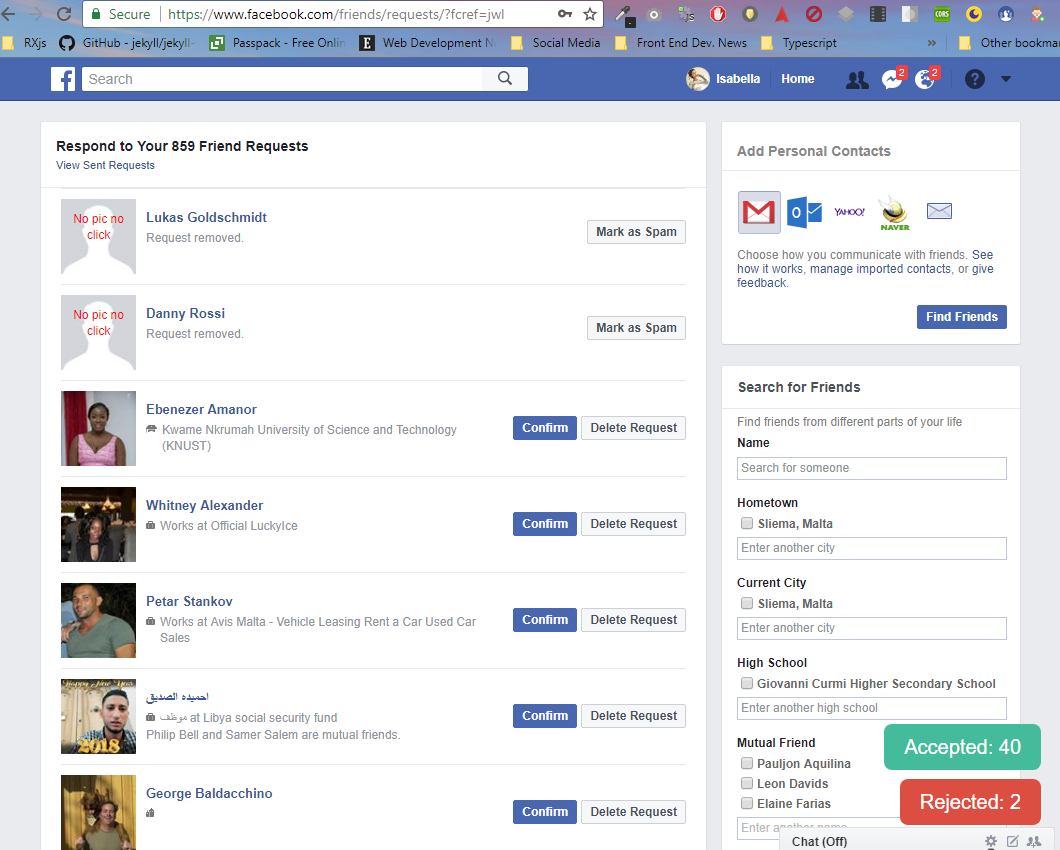 Secure
https://www.facebook.com/friends/requests/?fcref=jwl
CORS
RXjs
GitHub - jekyll/jekyll-
Passpack - Free Onlin
E
Web Development N
Social Media
Front End Dev. News
Typescript
»
Other bookma
f
Search
Isabella
Home
2
2
?
Respond to Your 859 Friend Requests
View Sent Requests
No pic no
click
Lukas Goldschmidt
Request removed.
Mark as Spam
No pic no
click
Danny Rossi
Request removed.
Mark as Spam
Ebenezer Amanor
Kwame Nkrumah University of Science and Technology
(KNUST)
Confirm
Delete Request
Whitney Alexander
Works at Official LuckyIce
Confirm
Delete Request
Petar Stankov
Works at Avis Malta - Vehicle Leasing Rent a Car Used Car
Sales
Confirm
Delete Request
Happy New Year
2018
احميده الصديق
موظف at Libya social security fund
Philip Bell and Samer Salem are mutual friends.
Confirm
Delete Request
George Baldacchino
Confirm
Delete Request
Add Personal Contacts
YAHOO!
NAVER
Choose how you communicate with friends. See
how it works, manage imported contacts, or give
feedback.
Find Friends
Search for Friends
Find friends from different parts of your life
Name
Search for someone
Hometown
Sliema, Malta
Enter another city
Current City
Sliema, Malta
Enter another city
High School
Giovanni Curmi Higher Secondary School
Enter another high school
Mutual Friend
Pauljon Aquilina
Leon Davids
Elaine Farias
Enter another name
Accepted: 40
Rejected: 2
Chat (Off)